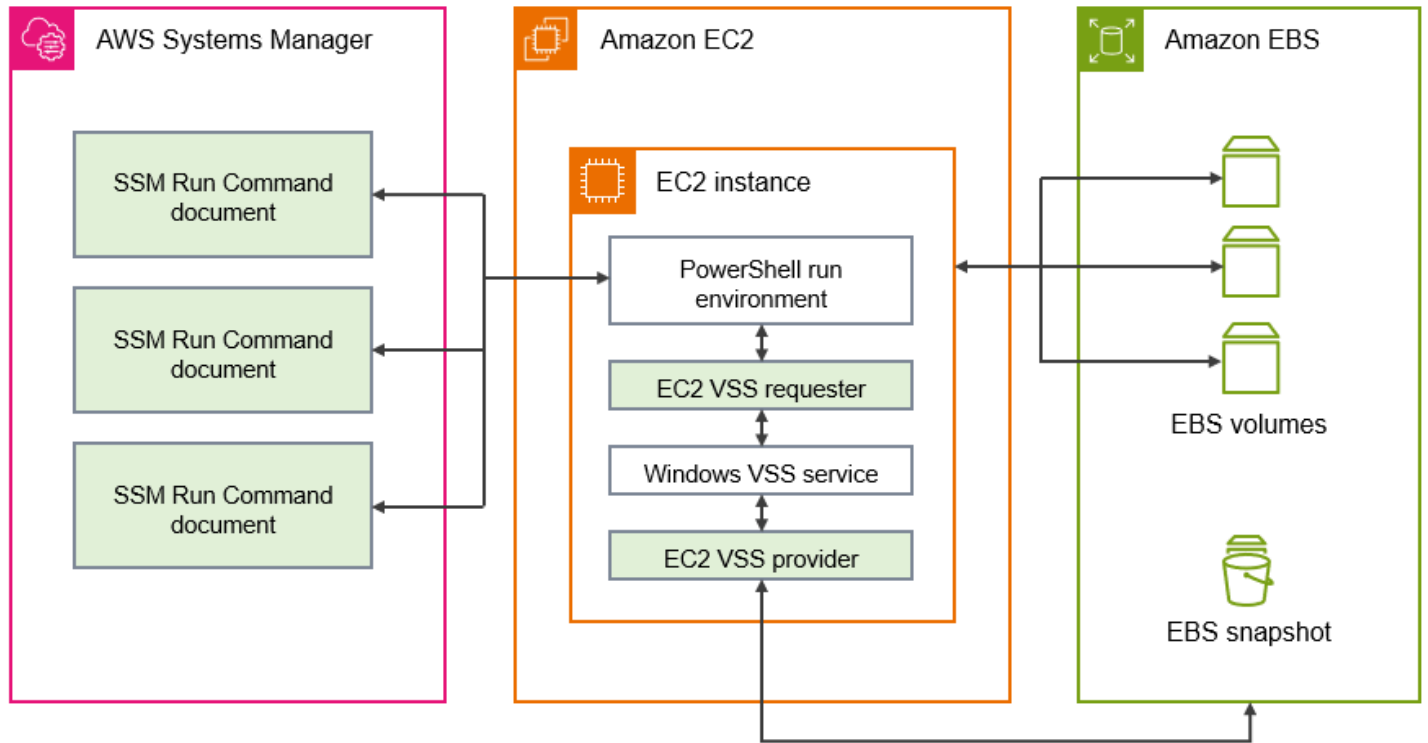 AWS Systems Manager
SSM Run Command
document
SSM Run Command
document
SSM Run Command
document
Amazon EC2
EC2 instance
PowerShell run
environment
EC2 VSS requester
Windows VSS service
EC2 VSS provider
Amazon EBS
EBS volumes
EBS snapshot